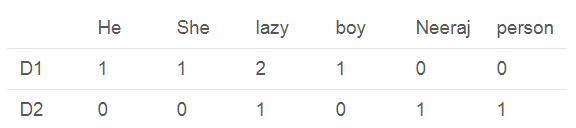 He She lazy boy Neeraj person
D1 1 1 2 1 0 0
D2 0 0 1 0 1 1